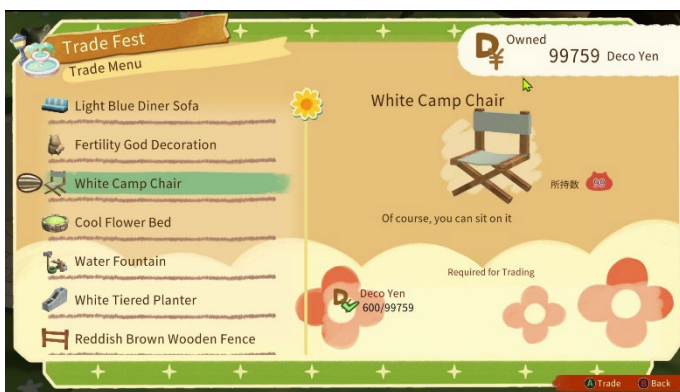 Trade Fest
Trade Menu
Owned
99759 Deco Yen
Light Blue Diner Sofa
Fertility God Decoration
White Camp Chair
Cool Flower Bed
Water Fountain
White Tiered Planter
Reddish Brown Wooden Fence
White Camp Chair
所持数 99
Of course, you can sit on it
Required for Trading
Deco Yen
600/99759
A Trade B Back